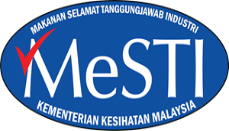 MAKANAN SELAMAT TANGGUNGJAWAB INDUSTRI
MeSTI
KEMENTERIAN KESIHATAN MALAYSIA